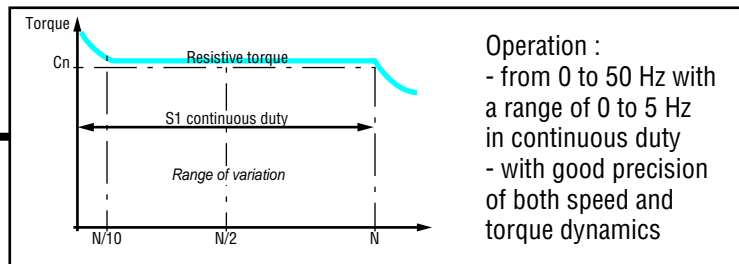 Torque
Cn
Resistive torque
S1 continuous duty
Range of variation
N/10
N/2
N
Operation :
- from 0 to 50 Hz with
a range of 0 to 5 Hz
in continuous duty
- with good precision
of both speed and
torque dynamics